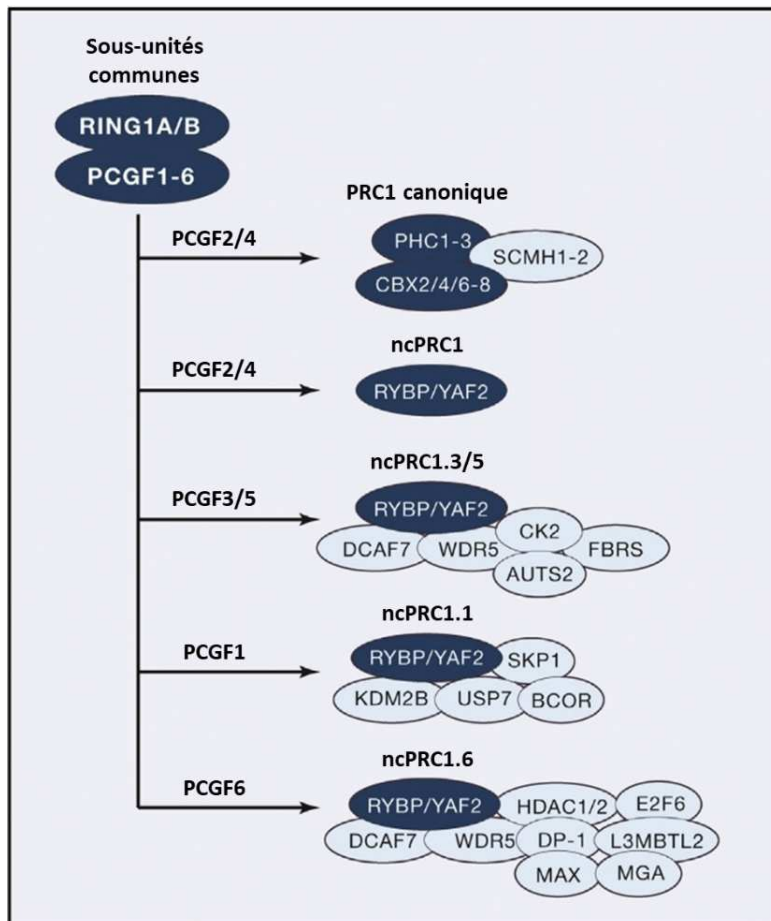 Sous-unités
communes
RING1A/B
PCGF1-6
PRC1 canonique
PCGF2/4
PHC1-3
SCMH1-2
CBX2/4/6-8
ncPRC1
PCGF2/4
RYBP/YAF2
ncPRC1.3/5
PCGF3/5
RYBP/YAF2
CK2
DCAF7
WDR5
FBRS
AUTS2
ncPRC1.1
PCGF1
RYBP/YAF2
SKP1
KDM2B
USP7
BCOR
ncPRC1.6
PCGF6
RYBP/YAF2
HDAC1/2
E2F6
DCAF7
WDR5
DP-1
L3MBTL2
MAX
MGA